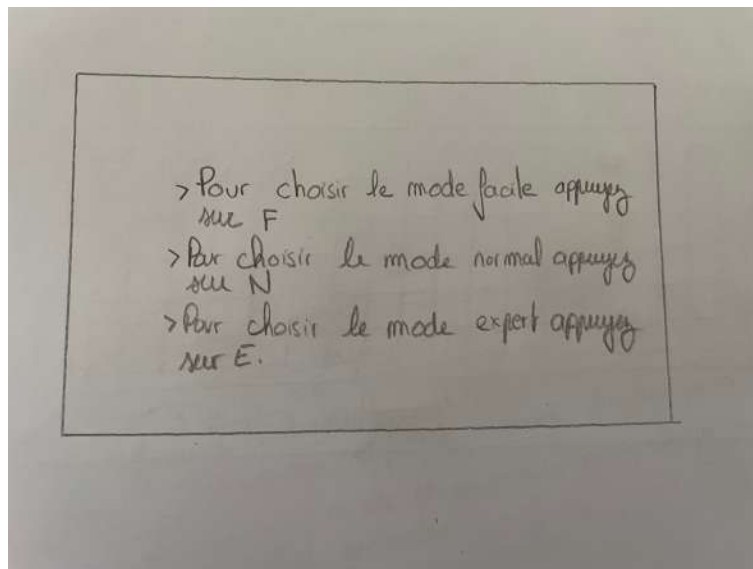 > Pour choisir le mode facile appuyez
sur F
> Pour choisir le mode normal appuyez
sur N
> Pour choisir le mode expert appuyez
sur E.